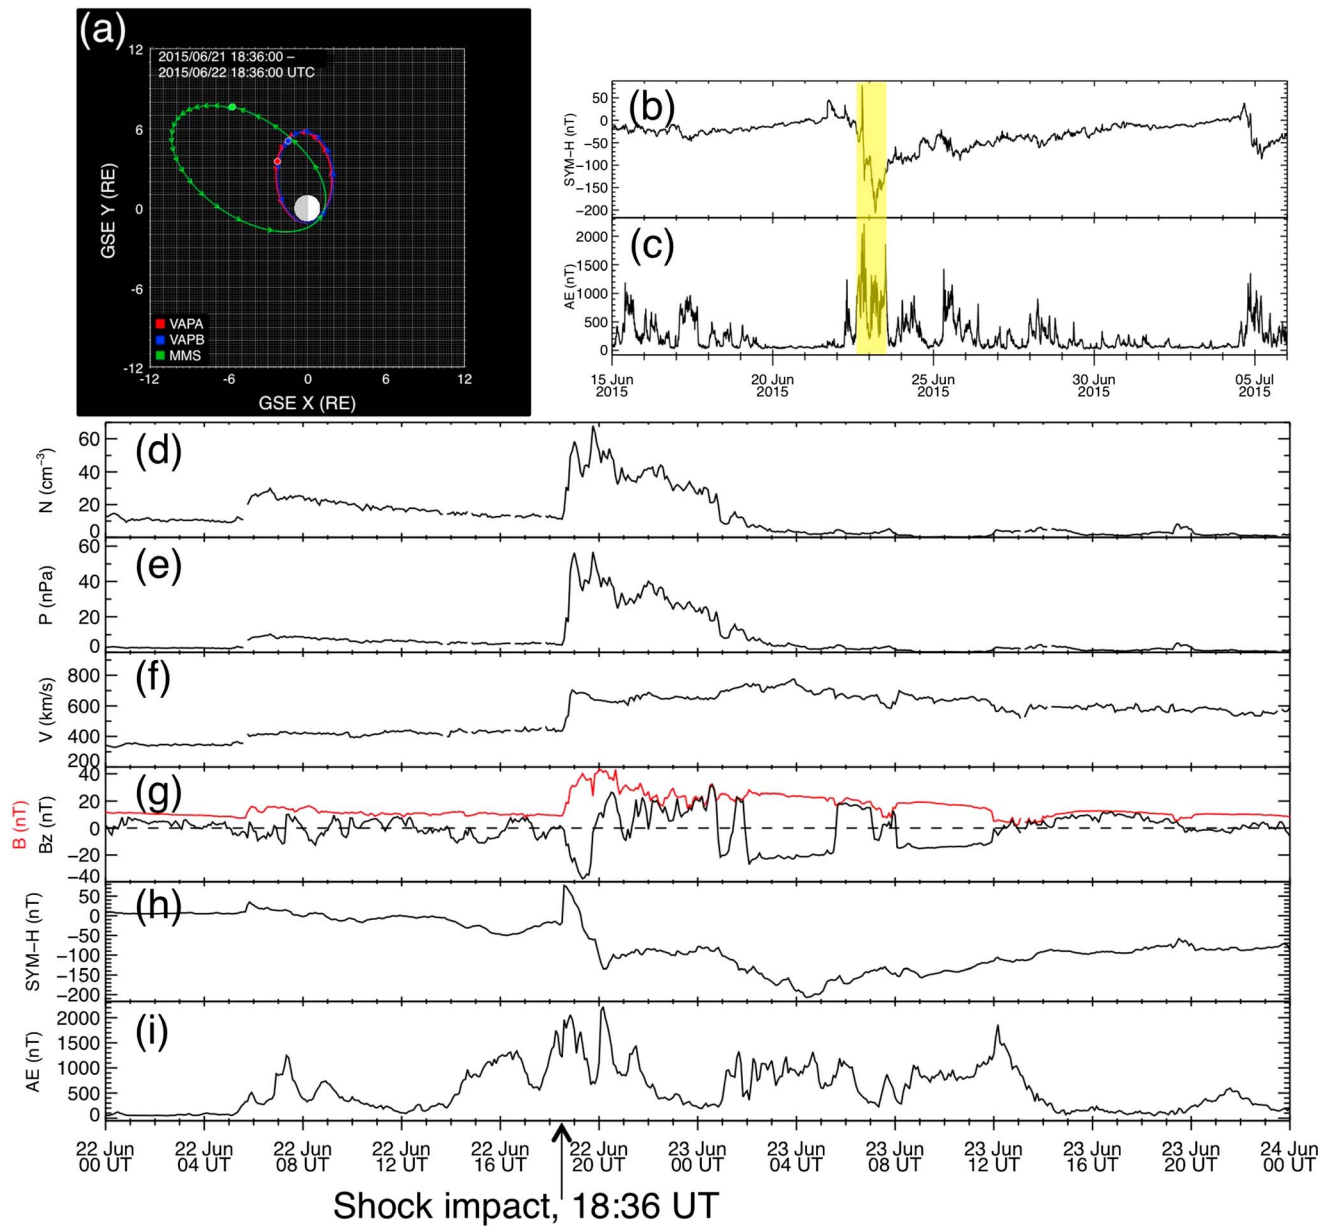 (a)
2015/06/21 18:36:00 –
2015/06/22 18:36:00 UTC
12
6
0
-6
-12
GSE Y (RE)
VAPA
VAPB
MMS
-12 -6 0 6 12
GSE X (RE)
(b)
SYM–H (nT)
50
0
−50
−100
−150
−200
(c)
AE (nT)
2000
1500
1000
500
0
15 Jun 20 Jun 25 Jun 30 Jun 05 Jul
2015 2015 2015 2015 2015
(d)
N (cm⁻³)
60
40
20
0
(e)
P (nPa)
60
40
20
0
(f)
V (km/s)
800
600
400
200
(g)
B (nT)
Bz (nT)
40
20
0
−20
−40
(h)
SYM–H (nT)
50
0
−50
−100
−150
−200
(i)
AE (nT)
2000
1500
1000
500
0
22 Jun 22 Jun 22 Jun 22 Jun 22 Jun 22 Jun 23 Jun 23 Jun 23 Jun 23 Jun 23 Jun 23 Jun 24 Jun
00 UT 04 UT 08 UT 12 UT 16 UT 20 UT 00 UT 04 UT 08 UT 12 UT 16 UT 20 UT 00 UT
Shock impact, 18:36 UT